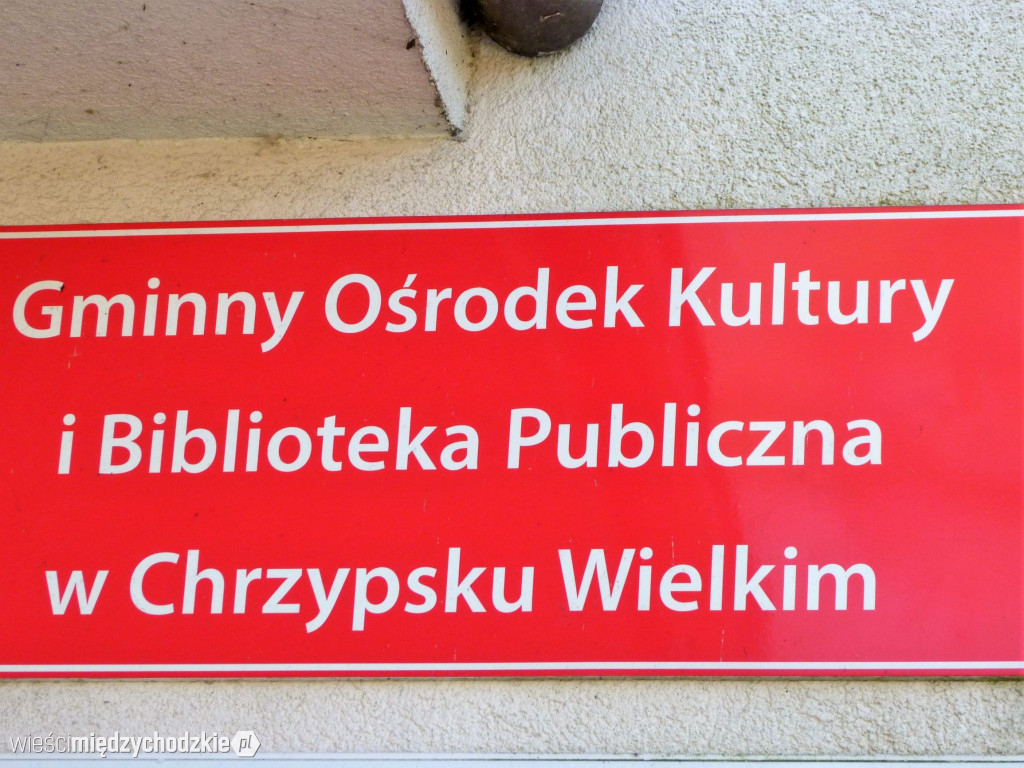 Gminny Ośrodek Kultury
i Biblioteka Publiczna
w Chrzypsku Wielkim
wieścimiędzychodzkie.pl